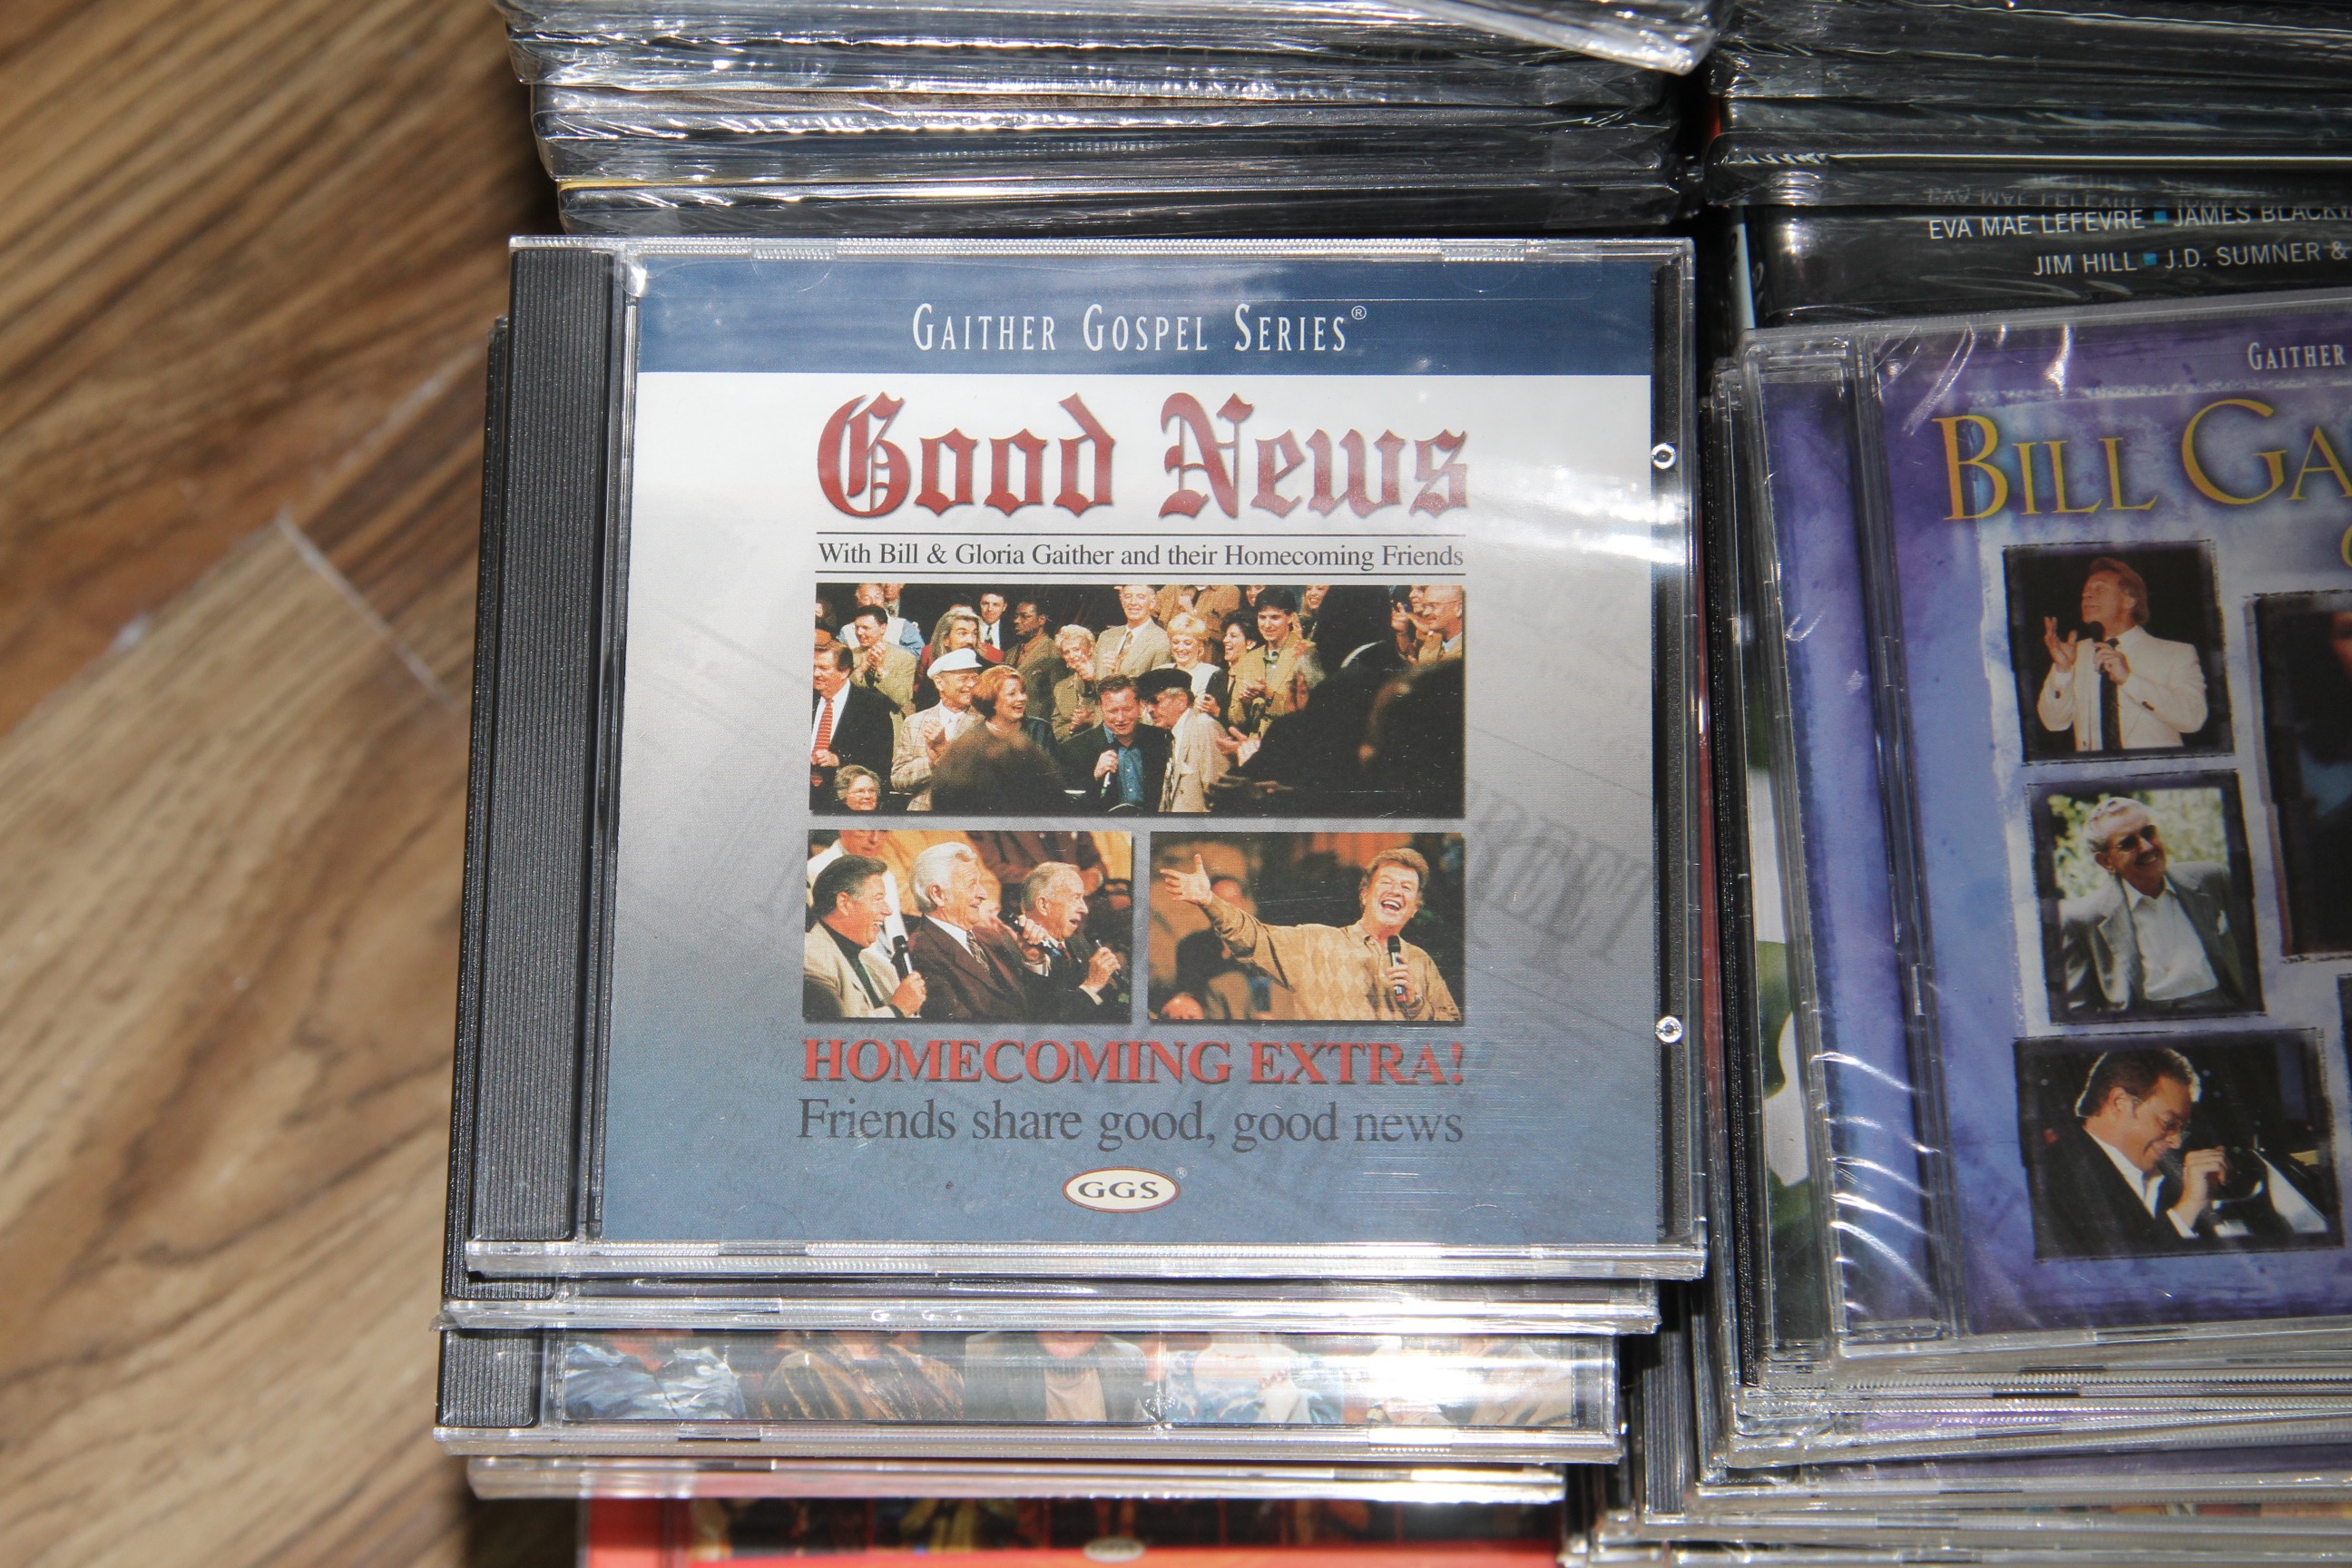 EVA MAE LEFEVRE ▪ JAMES BLACK
JIM HILL ▪ J.D. SUMNER &
GAITHER GOSPEL SERIES®
Good News
With Bill & Gloria Gaither and their Homecoming Friends
HOMECOMING EXTRA!
Friends share good, good news
GGS®
GAITHER
BILL GA